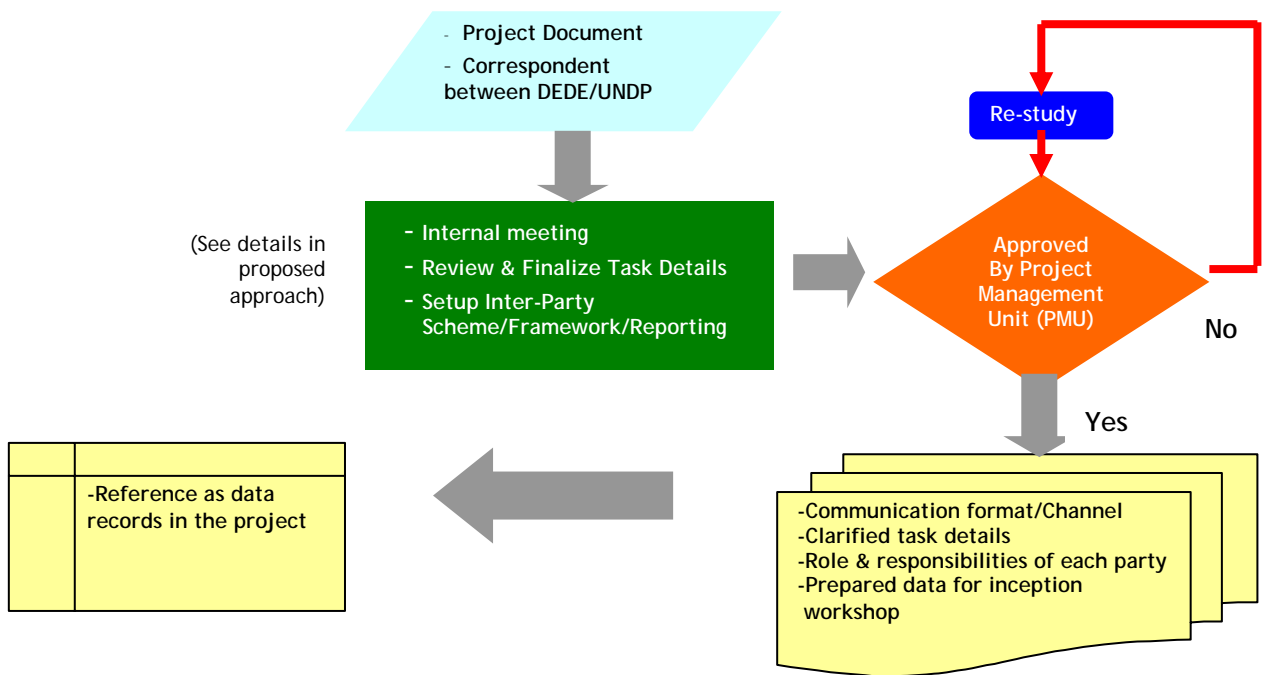 - Project Document
- Correspondent
between DEDE/UNDP
Re-study
(See details in
proposed
approach)
- Internal meeting
- Review & Finalize Task Details
- Setup Inter-Party
Scheme/Framework/Reporting
Approved
By Project
Management
Unit (PMU)
No
Yes
-Communication format/Channel
-Clarified task details
-Role & responsibilities of each party
-Prepared data for inception
workshop
-Reference as data
records in the project